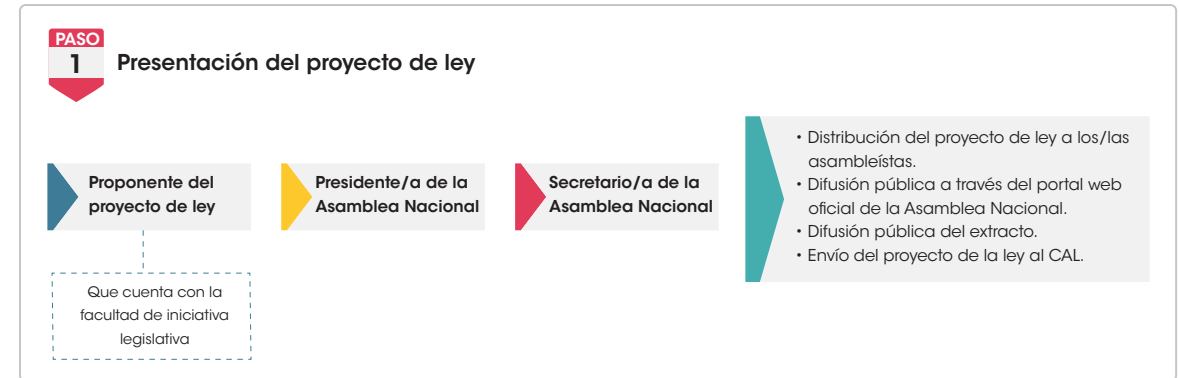 PASO
1
Presentación del proyecto de ley
Proponente del
proyecto de ley
Que cuenta con la
facultad de iniciativa
legislativa
Presidente/a de la
Asamblea Nacional
Secretario/a de la
Asamblea Nacional
• Distribución del proyecto de ley a los/las
asambleístas.
• Difusión pública a través del portal web
oficial de la Asamblea Nacional.
• Difusión pública del extracto.
• Envío del proyecto de la ley al CAL.